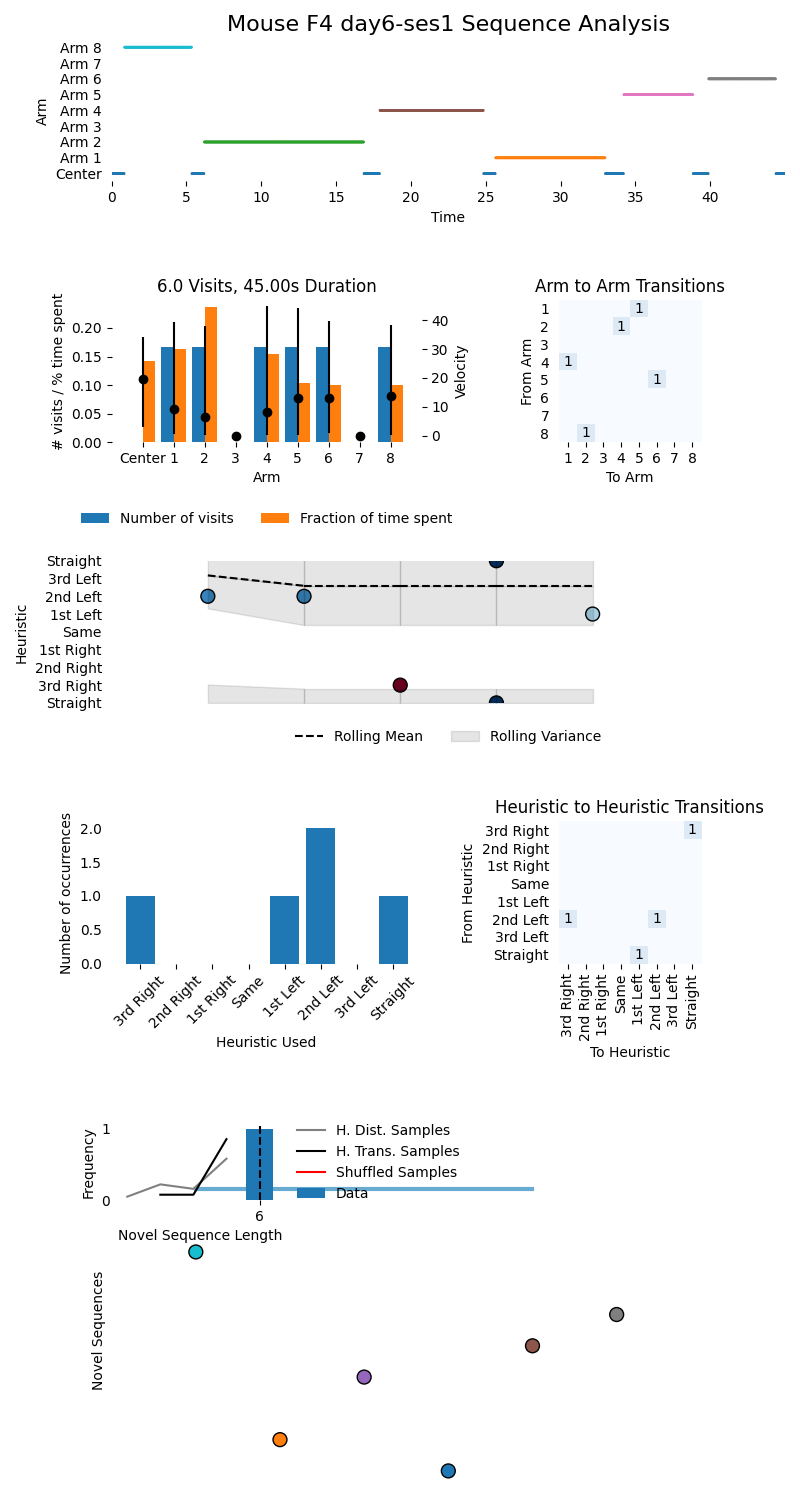 Mouse F4 day6-ses1 Sequence Analysis
Arm 8
Arm 7
Arm 6
Arm 5
Arm 4
Arm 3
Arm 2
Arm 1
Center
Arm
0 5 10 15 20 25 30 35 40
Time
6.0 Visits, 45.00s Duration
0.20
0.15
0.10
0.05
0.00
# visits / % time spent
40
30
20
10
0
Velocity
Center 1 2 3 4 5 6 7 8
Arm
Number of visits
Fraction of time spent
Arm to Arm Transitions
1 1
2 1
3
4 1
5 1
6
7
8 1
From Arm
1 2 3 4 5 6 7 8
To Arm
Straight
3rd Left
2nd Left
1st Left
Same
1st Right
2nd Right
3rd Right
Straight
Heuristic
Rolling Mean
Rolling Variance
2.0
1.5
1.0
0.5
0.0
Number of occurrences
3rd Right
2nd Right
1st Right
Same
1st Left
2nd Left
3rd Left
Straight
Heuristic Used
Heuristic to Heuristic Transitions
3rd Right 1
2nd Right
1st Right
Same
1st Left
2nd Left 1 1
3rd Left
Straight 1
From Heuristic
3rd Right
2nd Right
1st Right
Same
1st Left
2nd Left
3rd Left
Straight
To Heuristic
1
0
Frequency
6
Novel Sequence Length
H. Dist. Samples
H. Trans. Samples
Shuffled Samples
Data
Novel Sequences